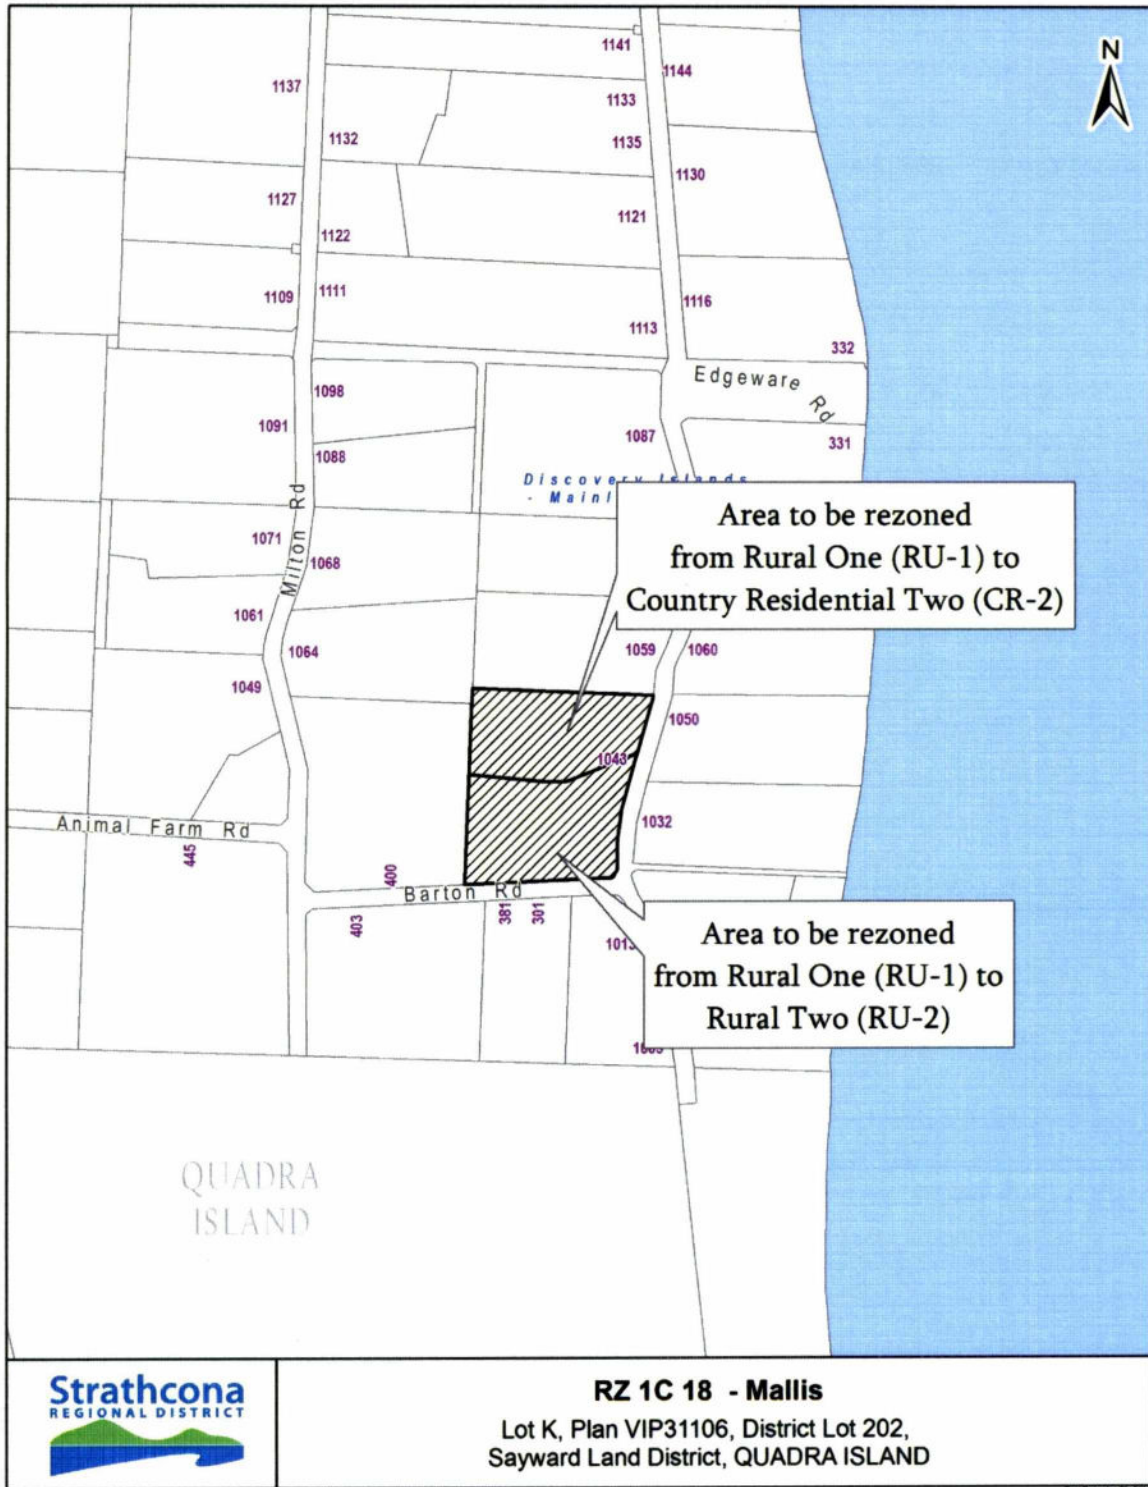 N
1141
1144
1137
1133
1132
1135
1130
1127
1121
1122
1111
1109
1116
1113
332
Edgeware Rd
1098
1091
1087
331
1088
Discovery Islands
- Mainl
Area to be rezoned
from Rural One (RU-1) to
Country Residential Two (CR-2)
Milton Rd
1071
1068
1061
1064
1059
1060
1049
1050
1043
1032
Animal Farm Rd
445
400
Barton Rd
403
381
301
Area to be rezoned
from Rural One (RU-1) to
Rural Two (RU-2)
QUADRA
ISLAND
Strathcona
REGIONAL DISTRICT
RZ 1C 18 - Mallis
Lot K, Plan VIP31106, District Lot 202,
Sayward Land District, QUADRA ISLAND